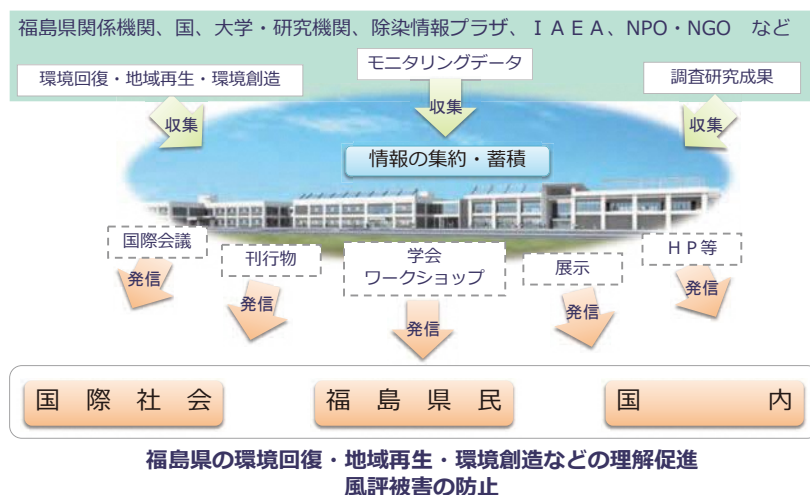 福島県関係機関、国、大学・研究機関、除染情報プラザ、ＩＡＥＡ、NPO・NGO　など
環境回復・地域再生・環境創造
モニタリングデータ
調査研究成果
収集
収集
収集
情報の集約・蓄積
国際会議
刊行物
学会
ワークショップ
展示
ＨＰ等
発信
発信
発信
発信
発信
国　際　社　会
福　島　県　民
国　　　　　内
福島県の環境回復・地域再生・環境創造などの理解促進
風評被害の防止